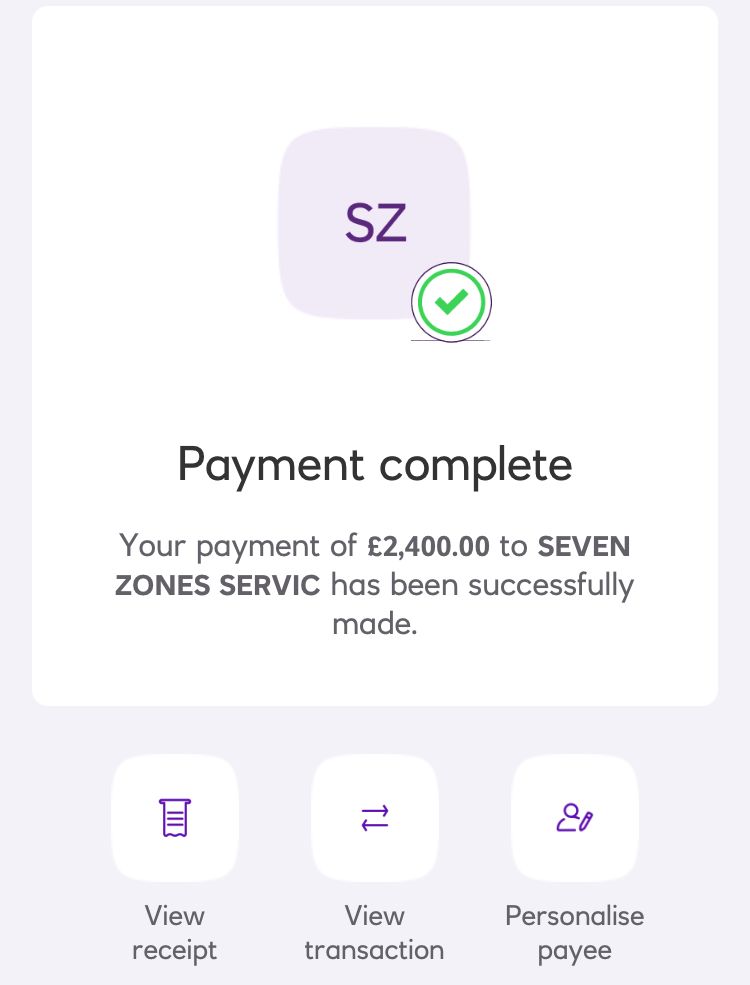 SZ
Payment complete
Your payment of £2,400.00 to SEVEN
ZONES SERVIC has been successfully
made.
View
receipt
View
transaction
Personalise
payee